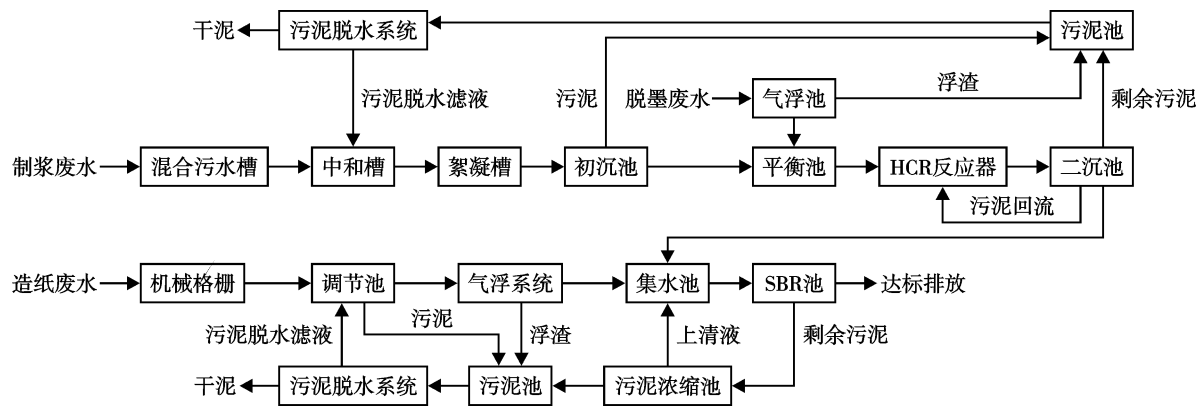 干泥
污泥脱水系统
污泥池
污泥脱水滤液
污泥
脱墨废水
气浮池
浮渣
剩余污泥
制浆废水
混合污水槽
中和槽
絮凝槽
初沉池
平衡池
HCR反应器
二沉池
污泥回流
造纸废水
机械格栅
调节池
气浮系统
集水池
SBR池
达标排放
污泥脱水滤液
污泥
浮渣
上清液
剩余污泥
干泥
污泥脱水系统
污泥池
污泥浓缩池